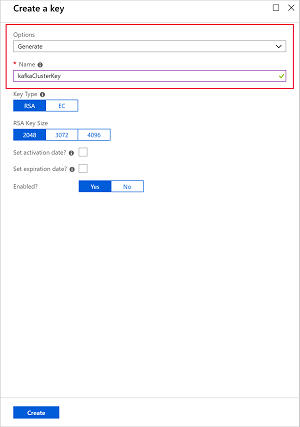 Create a key
Options
Generate
* Name
kafkaClusterKey
Key Type
RSA EC
RSA Key Size
2048 3072 4096
Set activation date?
Set expiration date?
Enabled? Yes No
Create